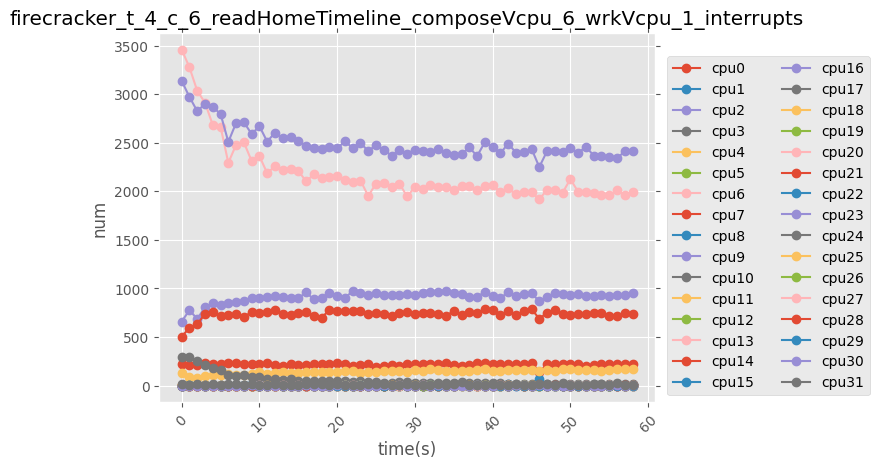 firecracker_t_4_c_6_readHomeTimeline_composeVcpu_6_wrkVcpu_1_interrupts
3500
3000
2500
2000
1500
1000
500
0
num
0
10
20
30
40
50
60
time(s)
cpu0
cpu1
cpu2
cpu3
cpu4
cpu5
cpu6
cpu7
cpu8
cpu9
cpu10
cpu11
cpu12
cpu13
cpu14
cpu15
cpu16
cpu17
cpu18
cpu19
cpu20
cpu21
cpu22
cpu23
cpu24
cpu25
cpu26
cpu27
cpu28
cpu29
cpu30
cpu31